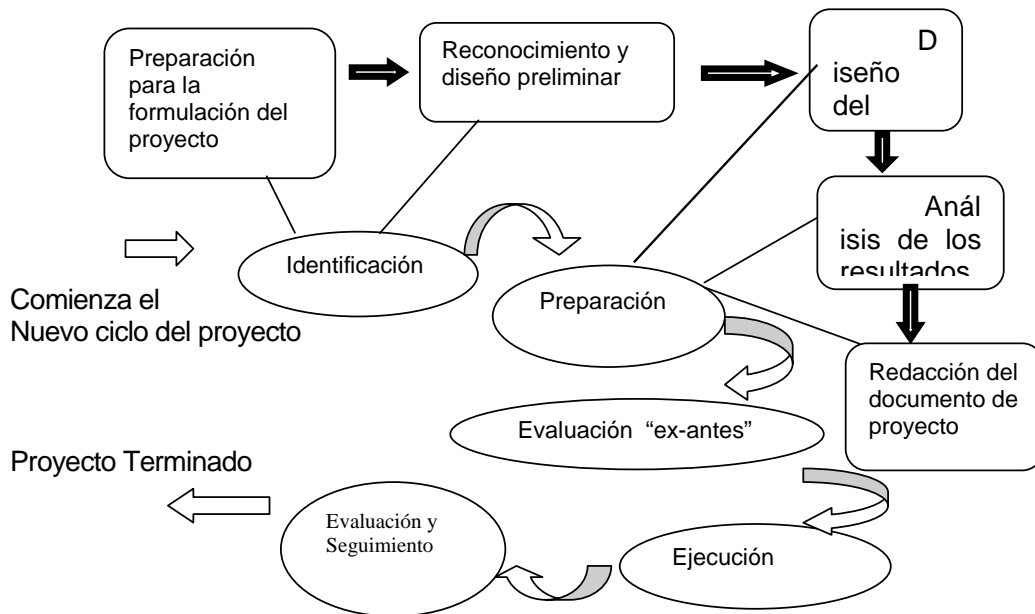 Preparación
para la
formulación del
proyecto
Reconocimiento y
diseño preliminar
D
iseño
del
Anál
isis de los
resultados
Identificación
Preparación
Comienza el
Nuevo ciclo del proyecto
Redacción del
documento de
proyecto
Evaluación “ex-antes”
Proyecto Terminado
Evaluación y
Seguimiento
Ejecución